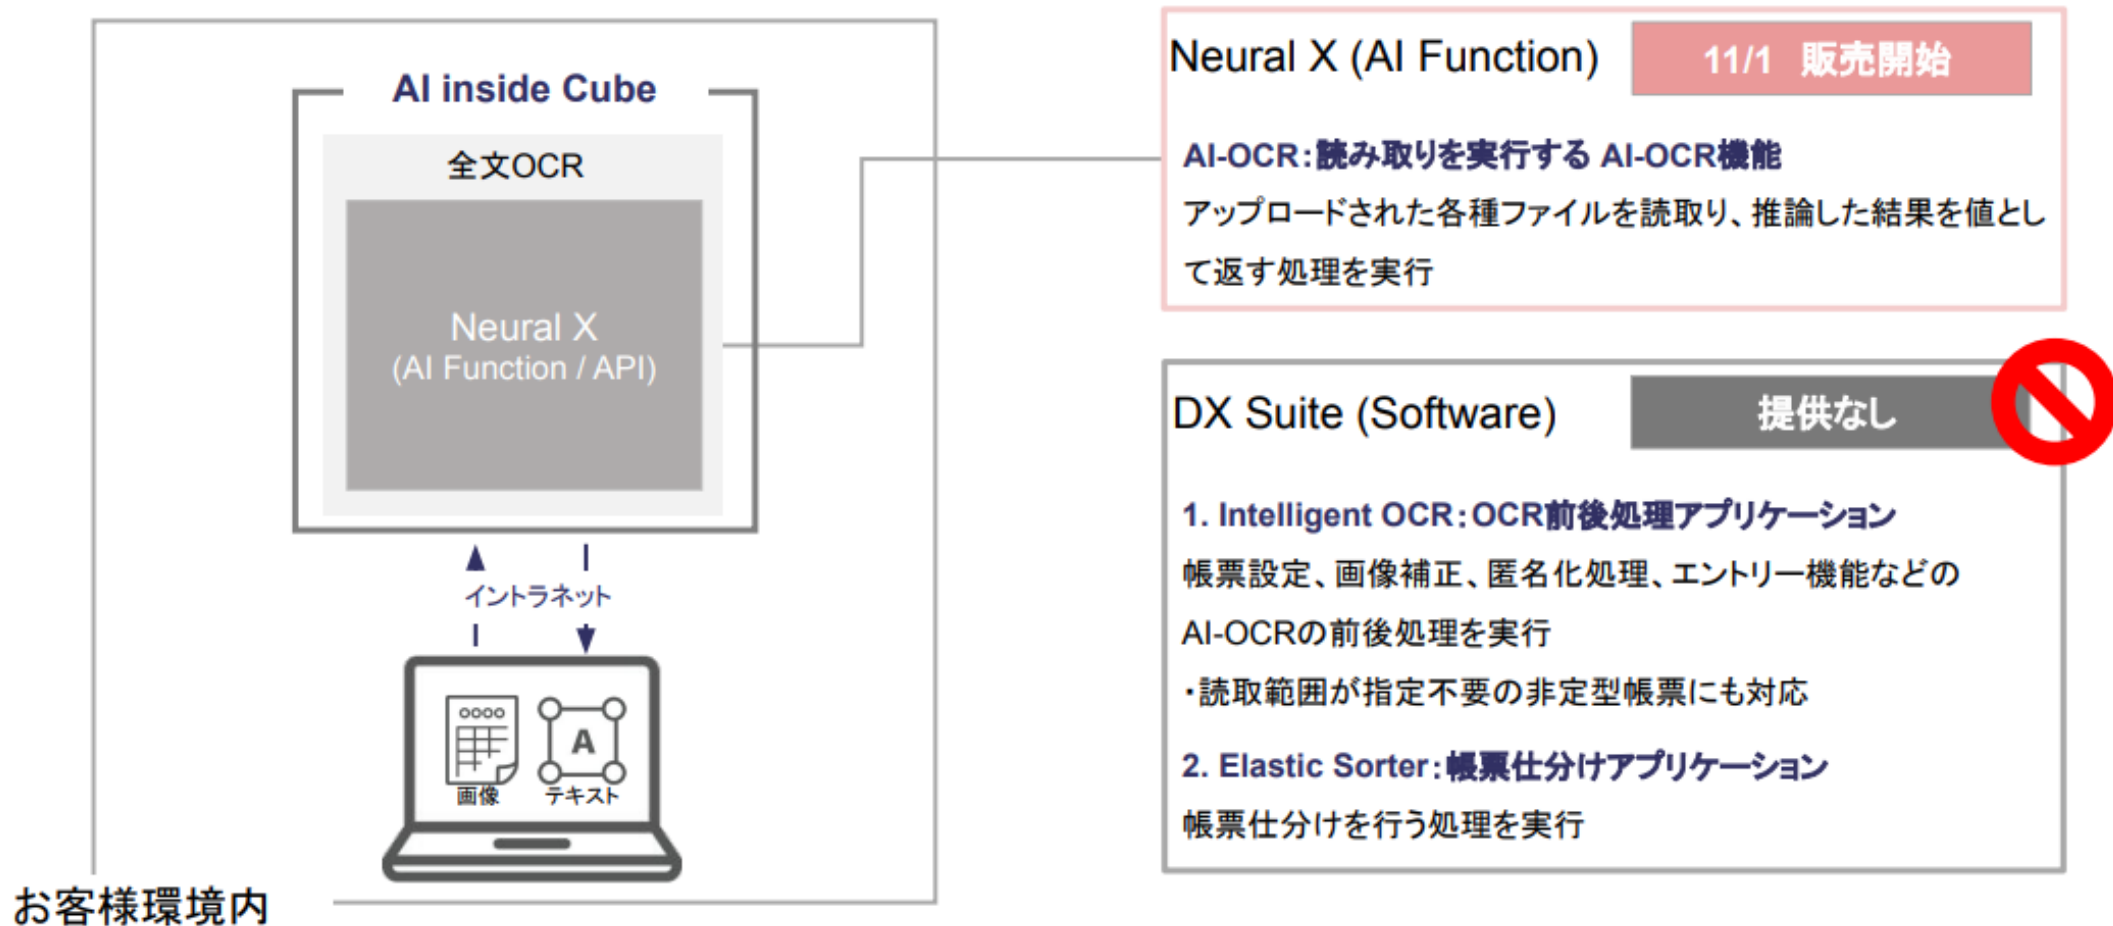 AI inside Cube
全文OCR
Neural X
(AI Function / API)
イントラネット
画像
テキスト
A
お客様環境内
Neural X (AI Function)
11/1 販売開始
AI-OCR：読み取りを実行する AI-OCR機能
アップロードされた各種ファイルを読取り、推論した結果を値とし
て返す処理を実行
DX Suite (Software)
提供なし
1. Intelligent OCR：OCR前後処理アプリケーション
帳票設定、画像補正、匿名化処理、エントリー機能などの
AI-OCRの前後処理を実行
・読取範囲が指定不要の非定型帳票にも対応
2. Elastic Sorter：帳票仕分けアプリケーション
帳票仕分けを行う処理を実行